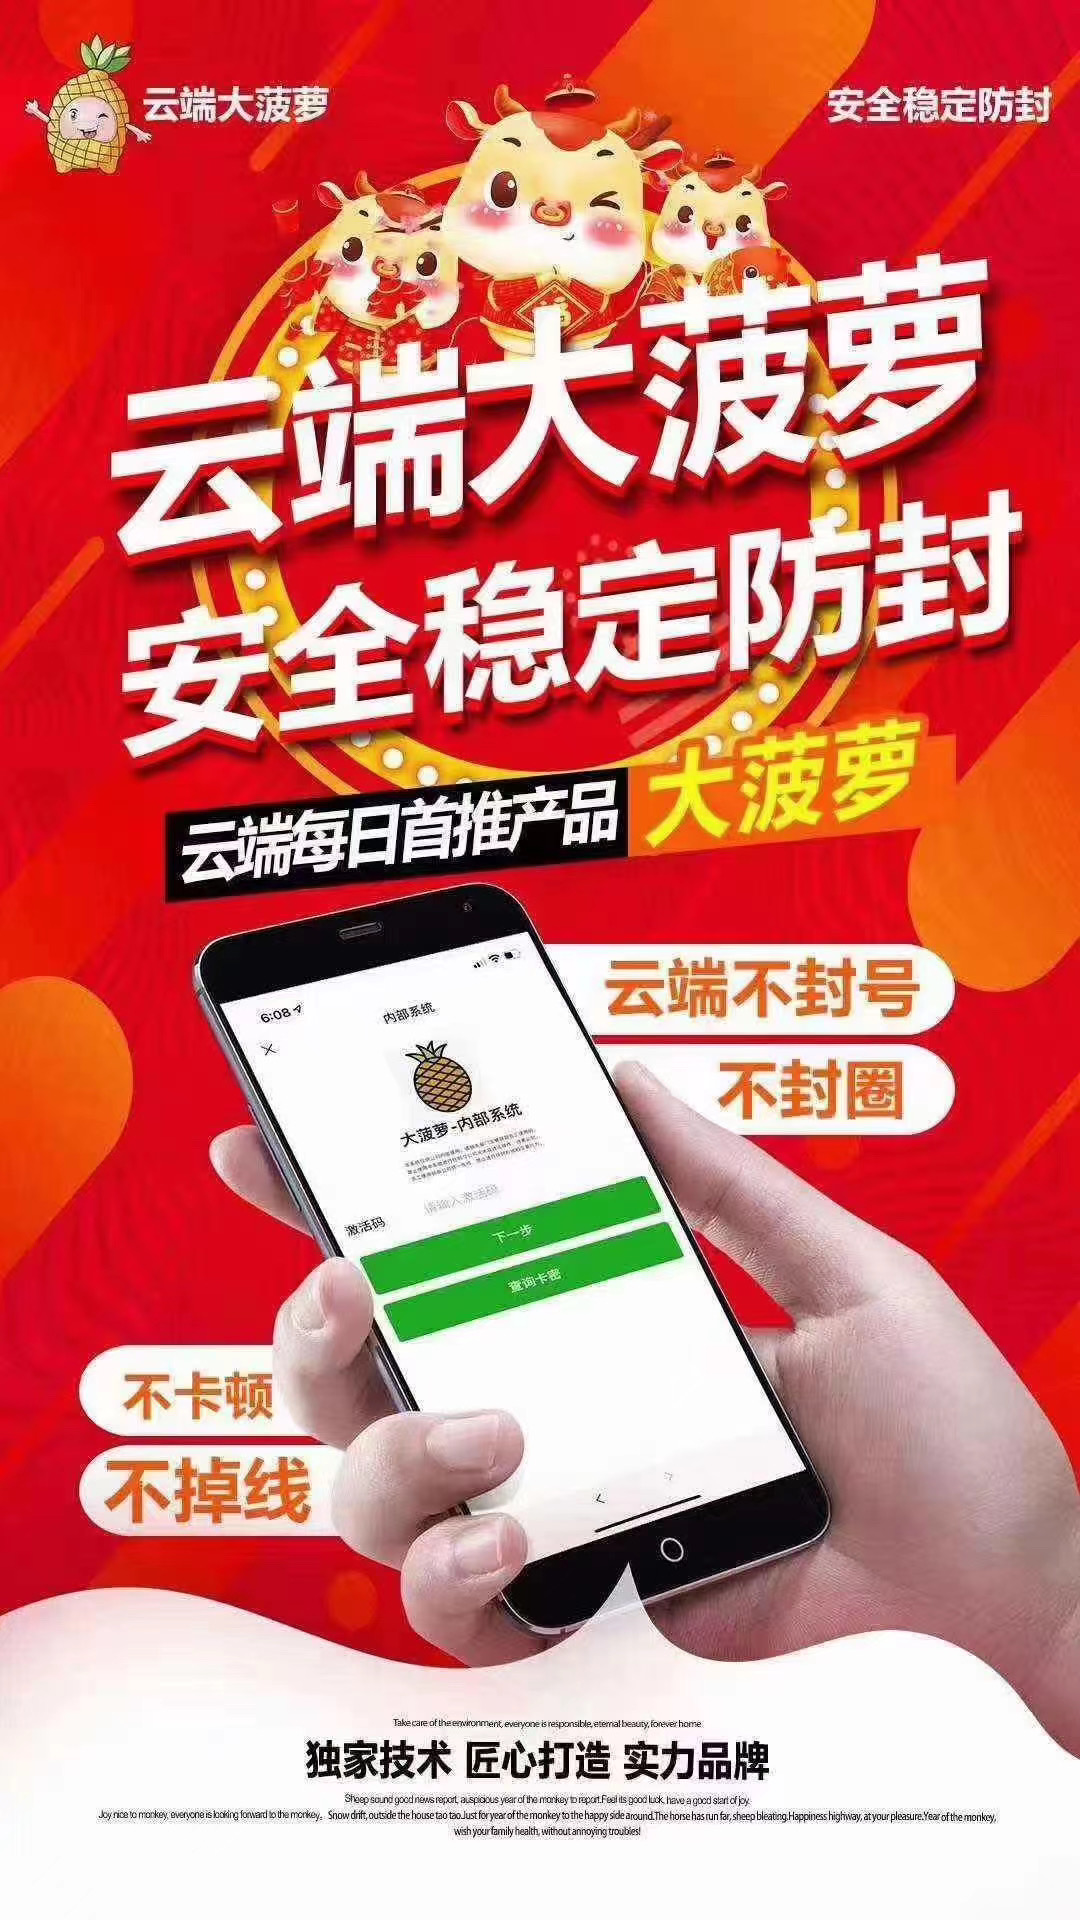 云端大菠萝
安全稳定防封
云端大菠萝
安全稳定防封
云端每日首推产品
大菠萝
云端不封号
不封圈
6:08
内部系统
大菠萝-内部系统
激活码
请输入激活码
下一步
查询卡密
不卡顿
不掉线
Take care of the environment, everyone is responsible, eternal beauty, forever home
独家技术 匠心打造 实力品牌
Sheep sound good news report, auspicious year of the monkey to report.Feel its good luck, have a good start of joy.
Joy nice to monkey, everyone is looking forward to the monkey。Snow drift, outside the house tao tao.Just for year of the monkey to the happy side around.The horse has run far, sheep bleating.Happiness highway, at your pleasure.Year of the monkey,
wish your family health, without annoying troubles!